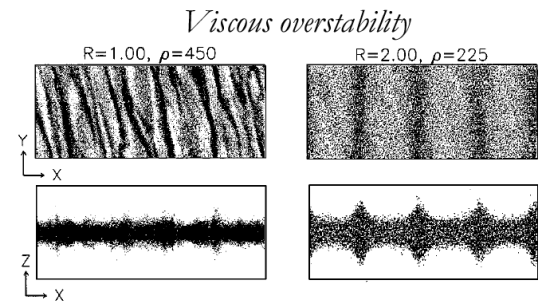 Viscous overstability
R=1.00, ρ=450
R=2.00, ρ=225
Y
X
Z
X